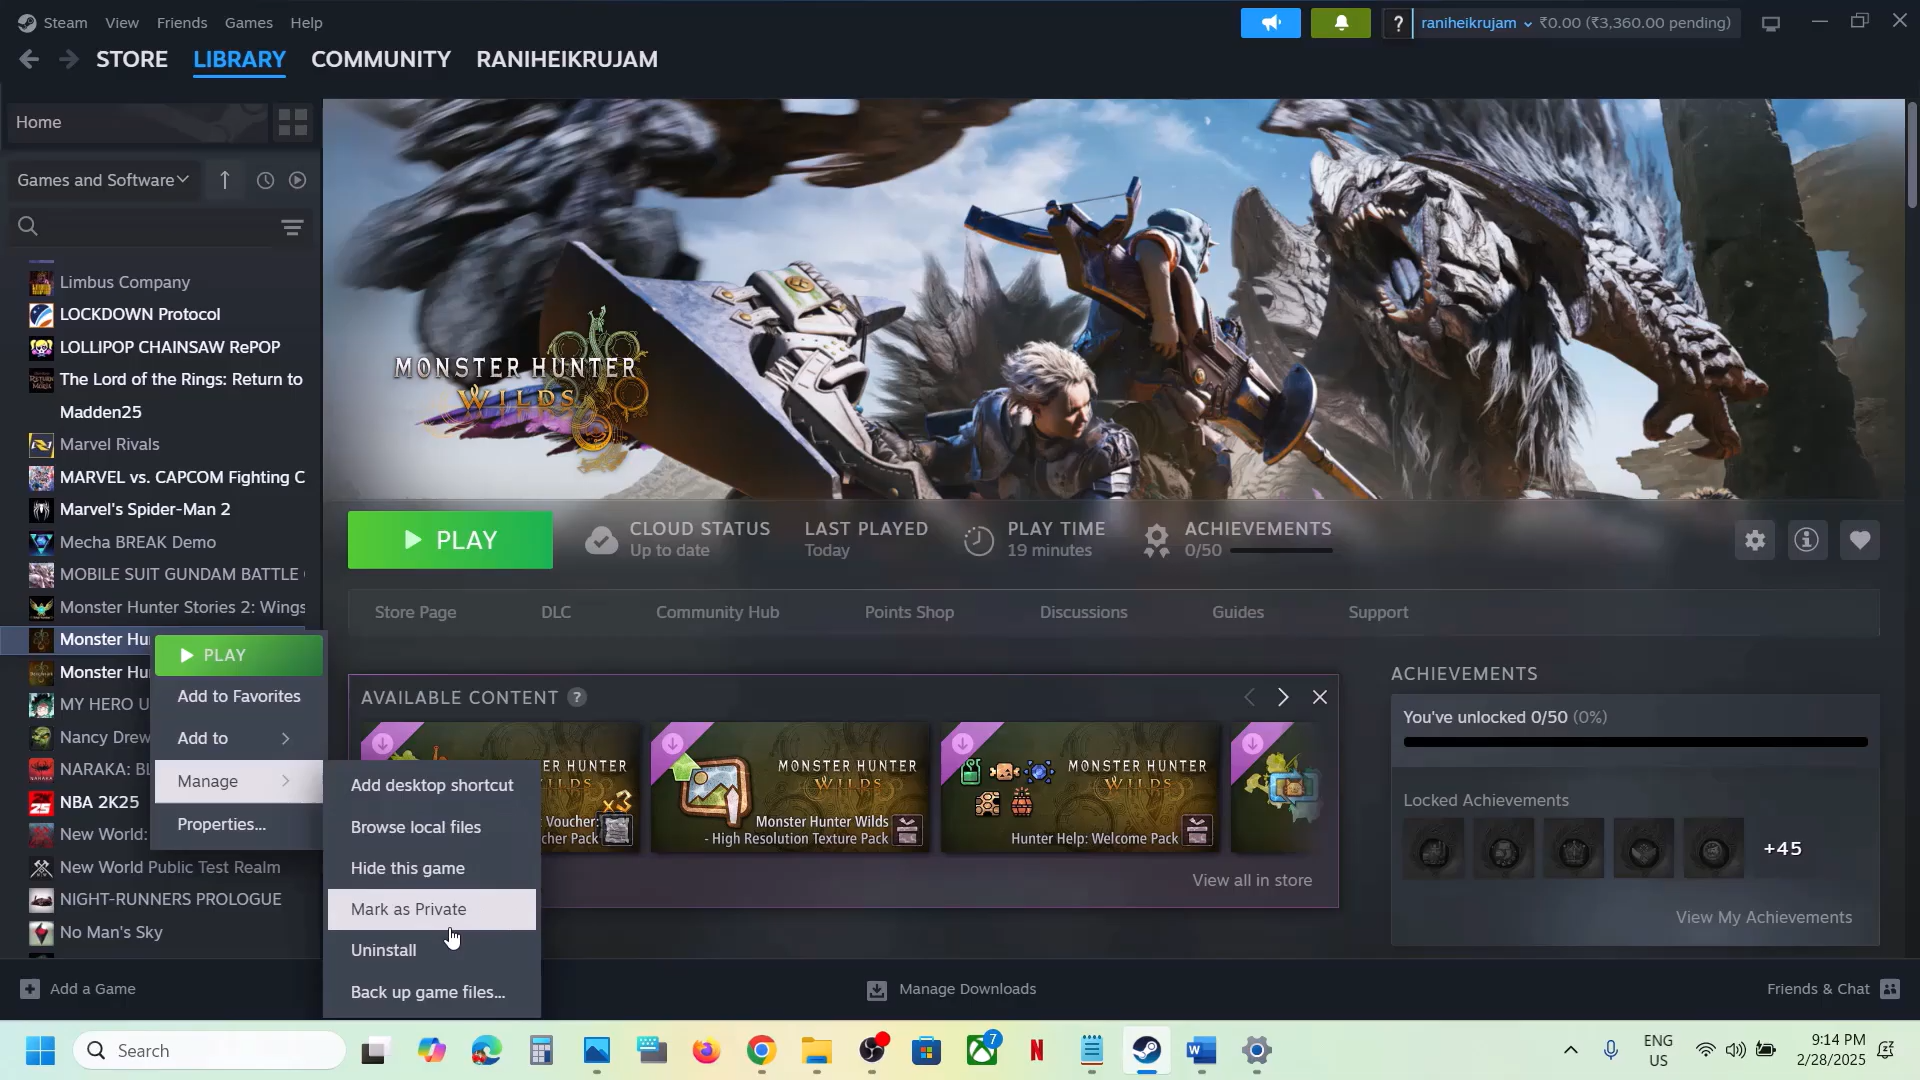 Steam View Friends Games Help
? raniheikrujam ₹0.00 (₹3,360.00 pending)
STORE LIBRARY COMMUNITY RANIHEIKRUJAM
Home
Games and Software
Limbus Company
LOCKDOWN Protocol
LOLLIPOP CHAINSAW RePOP
The Lord of the Rings: Return to
Madden25
Marvel Rivals
MARVEL vs. CAPCOM Fighting C
Marvel's Spider-Man 2
Mecha BREAK Demo
MOBILE SUIT GUNDAM BATTLE
Monster Hunter Stories 2: Wings
Monster Hu
Monster Hu
MY HERO U
Nancy Drew
NARAKA: BL
NBA 2K25
New World:
New World Public Test Realm
NIGHT-RUNNERS PROLOGUE
No Man's Sky
PLAY
Add to Favorites
Add to
Manage
Properties...
Add desktop shortcut
Browse local files
Hide this game
Mark as Private
Uninstall
Back up game files...
MONSTER HUNTER
WILDS
PLAY
CLOUD STATUS
Up to date
LAST PLAYED
Today
PLAY TIME
19 minutes
ACHIEVEMENTS
0/50
Store Page DLC Community Hub Points Shop Discussions Guides Support
AVAILABLE CONTENT ?
HUNTER
WILDS
x3
Voucher:
cher Pack
MONSTER HUNTER
WILDS
Monster Hunter Wilds
- High Resolution Texture Pack
MONSTER HUNTER
WILDS
Hunter Help: Welcome Pack
View all in store
ACHIEVEMENTS
You've unlocked 0/50 (0%)
Locked Achievements
+45
View My Achievements
Add a Game
Manage Downloads
Friends & Chat
Search
7
ENG
US
9:14 PM
2/28/2025